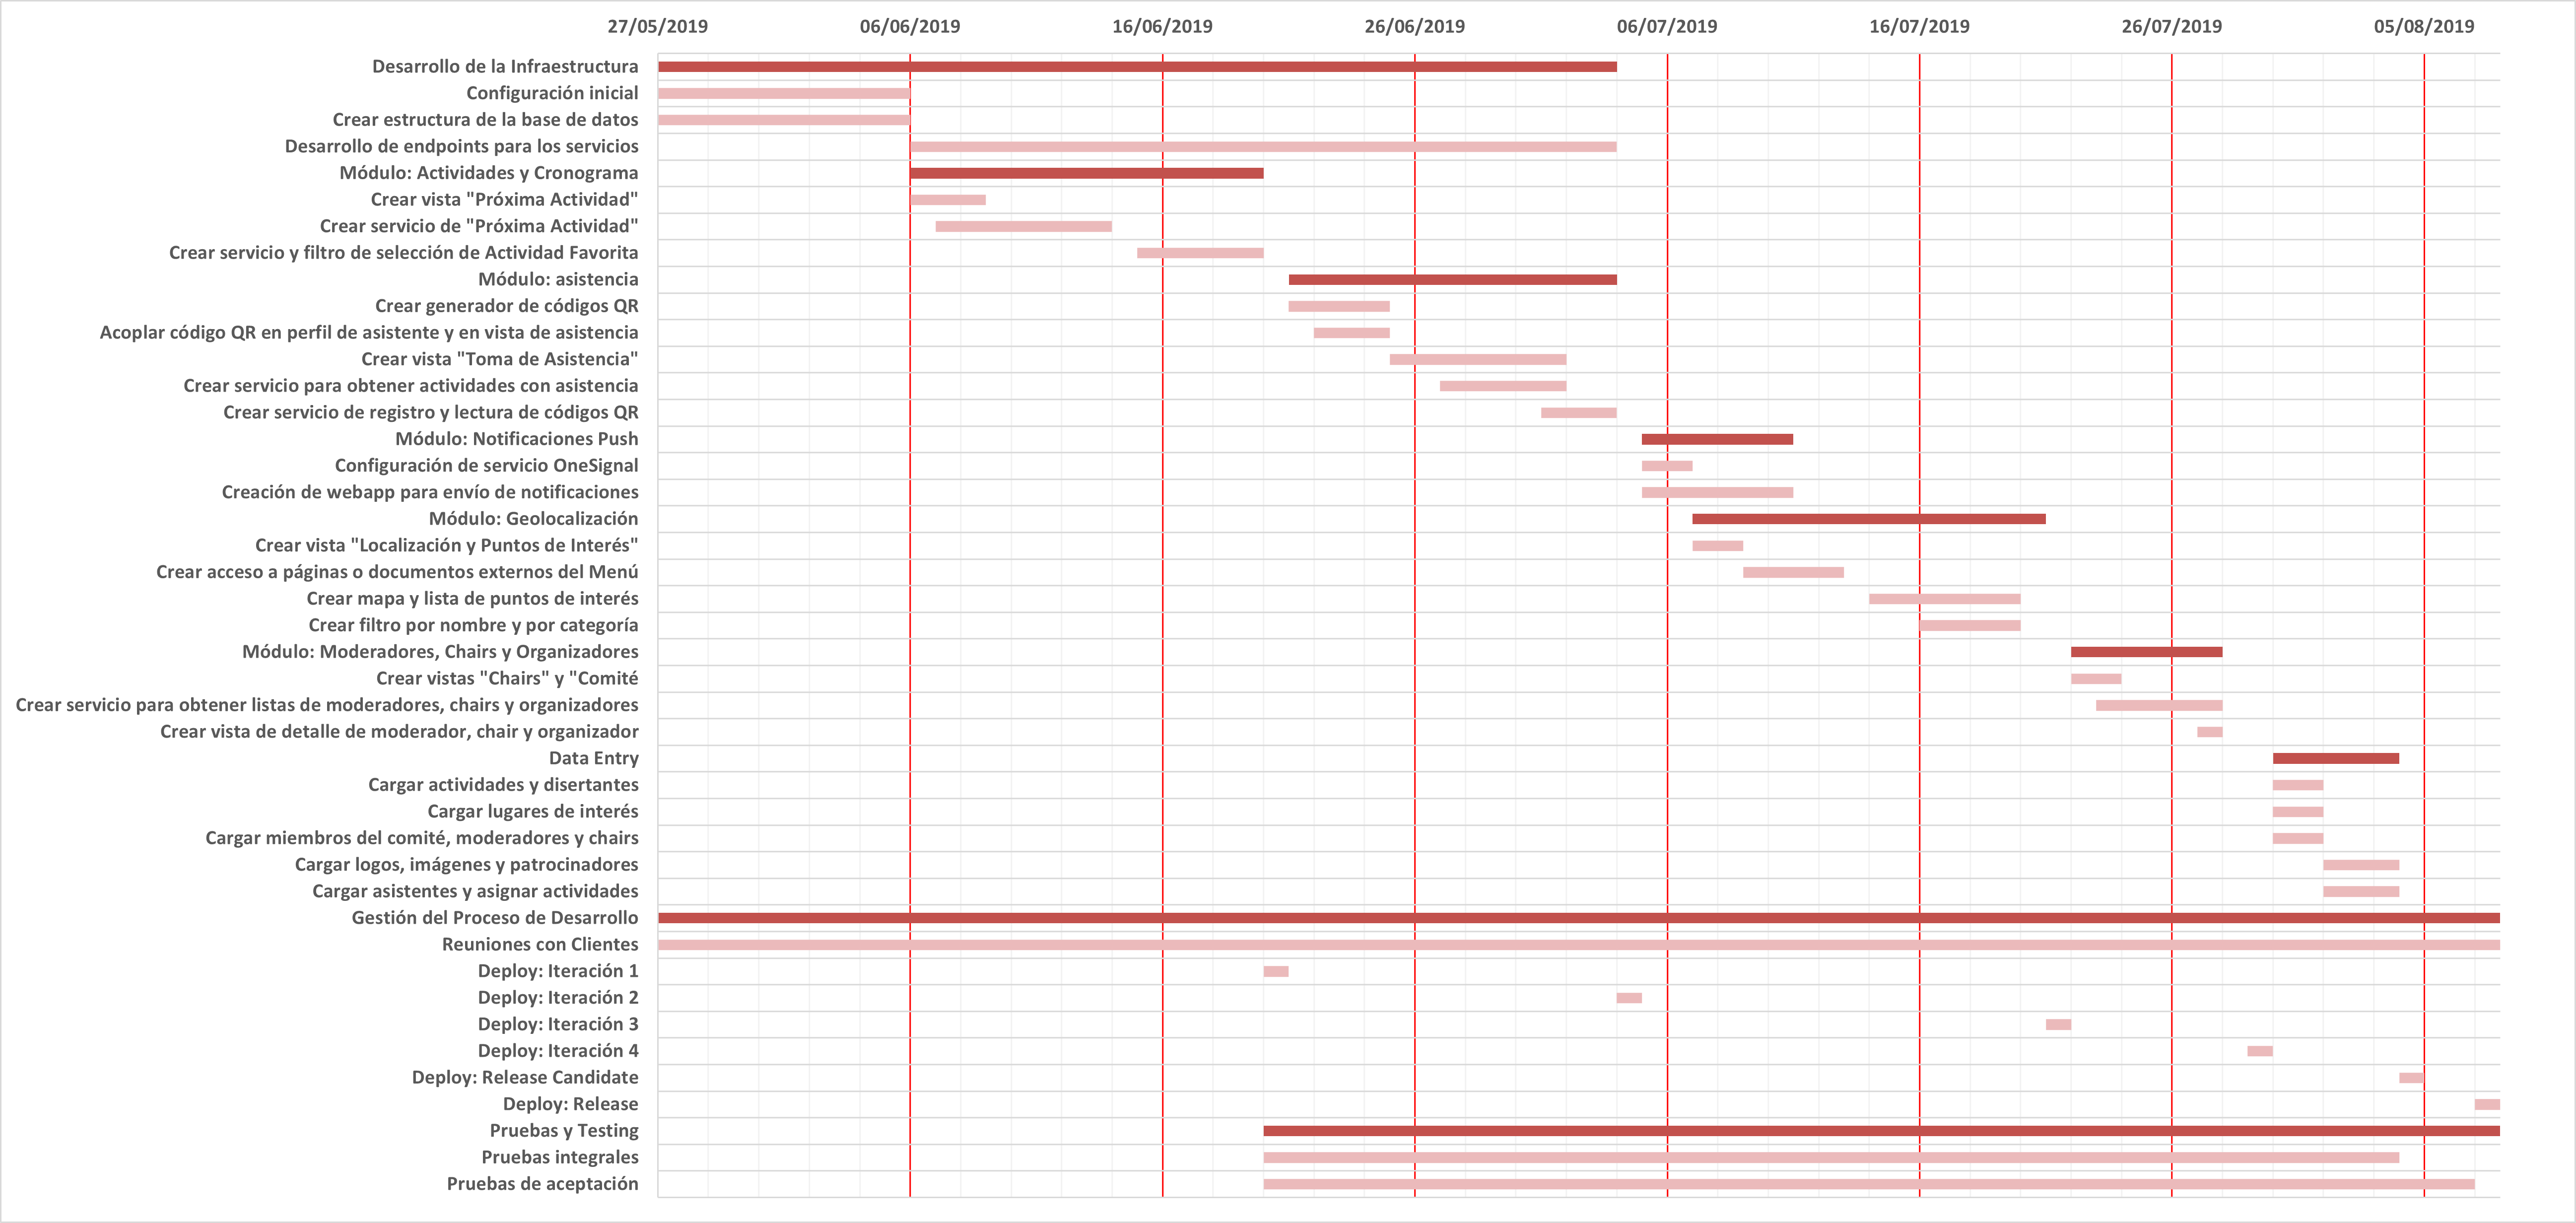 27/05/2019 06/06/2019 16/06/2019 26/06/2019 06/07/2019 16/07/2019 26/07/2019 05/08/2019
Desarrollo de la Infraestructura
Configuración inicial
Crear estructura de la base de datos
Desarrollo de endpoints para los servicios
Módulo: Actividades y Cronograma
Crear vista "Próxima Actividad"
Crear servicio de "Próxima Actividad"
Crear servicio y filtro de selección de Actividad Favorita
Módulo: asistencia
Crear generador de códigos QR
Acoplar código QR en perfil de asistente y en vista de asistencia
Crear vista "Toma de Asistencia"
Crear servicio para obtener actividades con asistencia
Crear servicio de registro y lectura de códigos QR
Módulo: Notificaciones Push
Configuración de servicio OneSignal
Creación de webapp para envío de notificaciones
Módulo: Geolocalización
Crear vista "Localización y Puntos de Interés"
Crear acceso a páginas o documentos externos del Menú
Crear mapa y lista de puntos de interés
Crear filtro por nombre y por categoría
Módulo: Moderadores, Chairs y Organizadores
Crear vistas "Chairs" y "Comité
Crear servicio para obtener listas de moderadores, chairs y organizadores
Crear vista de detalle de moderador, chair y organizador
Data Entry
Cargar actividades y disertantes
Cargar lugares de interés
Cargar miembros del comité, moderadores y chairs
Cargar logos, imágenes y patrocinadores
Cargar asistentes y asignar actividades
Gestión del Proceso de Desarrollo
Reuniones con Clientes
Deploy: Iteración 1
Deploy: Iteración 2
Deploy: Iteración 3
Deploy: Iteración 4
Deploy: Release Candidate
Deploy: Release
Pruebas y Testing
Pruebas integrales
Pruebas de aceptación